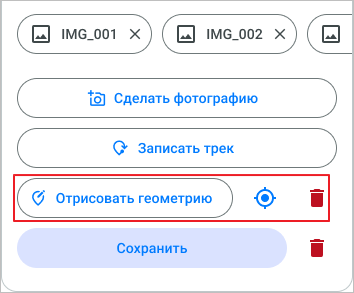 IMG_001 IMG_002
Сделать фотографию
Записать трек
Отрисовать геометрию
Сохранить